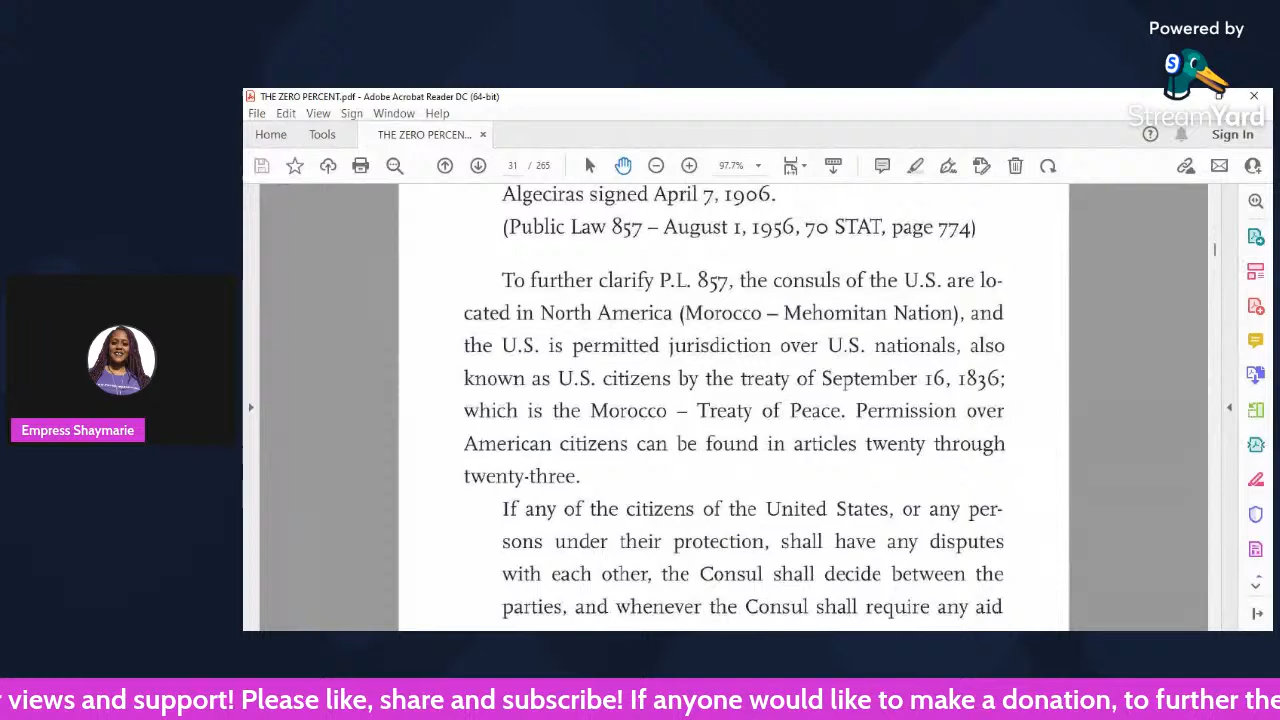 Powered by
StreamYard
THE ZERO PERCENT.pdf - Adobe Acrobat Reader DC (64-bit)
File Edit View Sign Window Help
Home Tools THE ZERO PERCEN... ×
Sign In
31 / 265
97.7%
Algeciras signed April 7, 1906.
(Public Law 857 – August 1, 1956, 70 STAT, page 774)
To further clarify P.L. 857, the consuls of the U.S. are lo-
cated in North America (Morocco – Mehomitan Nation), and
the U.S. is permitted jurisdiction over U.S. nationals, also
known as U.S. citizens by the treaty of September 16, 1836;
which is the Morocco – Treaty of Peace. Permission over
American citizens can be found in articles twenty through
twenty-three.
If any of the citizens of the United States, or any per-
sons under their protection, shall have any disputes
with each other, the Consul shall decide between the
parties, and whenever the Consul shall require any aid
Empress Shaymarie
views and support! Please like, share and subscribe! If anyone would like to make a donation, to further the